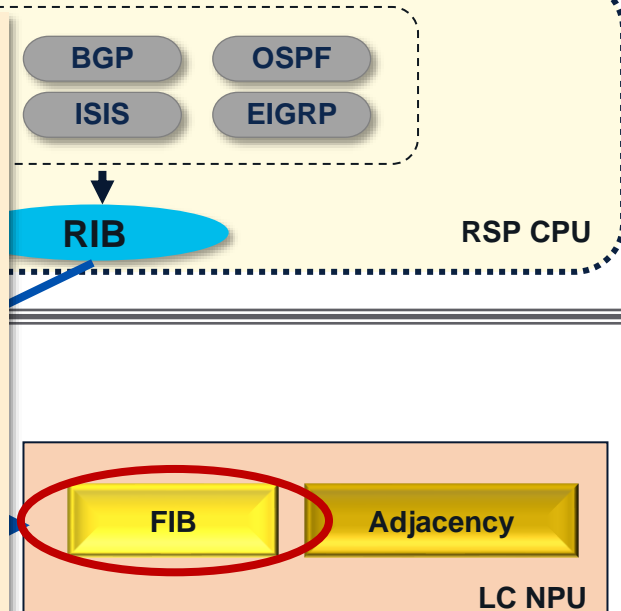 BGP OSPF
ISIS EIGRP
RIB
RSP CPU
FIB Adjacency
LC NPU